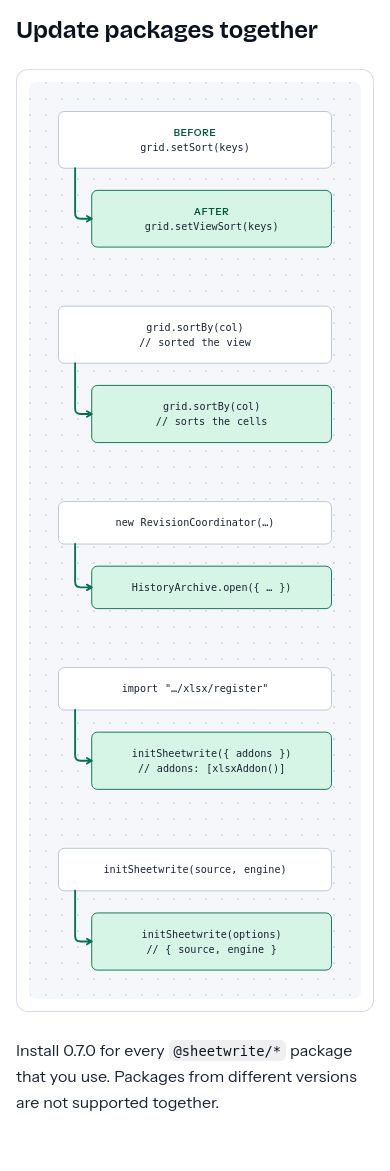 Update packages together
BEFORE
grid.setSort(keys)
AFTER
grid.setViewSort(keys)
grid.sortBy(col)
// sorted the view
grid.sortBy(col)
// sorts the cells
new RevisionCoordinator(…)
HistoryArchive.open({ … })
import "…/xlsx/register"
initSheetwrite({ addons })
// addons: [xlsxAddon()]
initSheetwrite(source, engine)
initSheetwrite(options)
// { source, engine }
Install 0.7.0 for every @sheetwrite/* package
that you use. Packages from different versions
are not supported together.